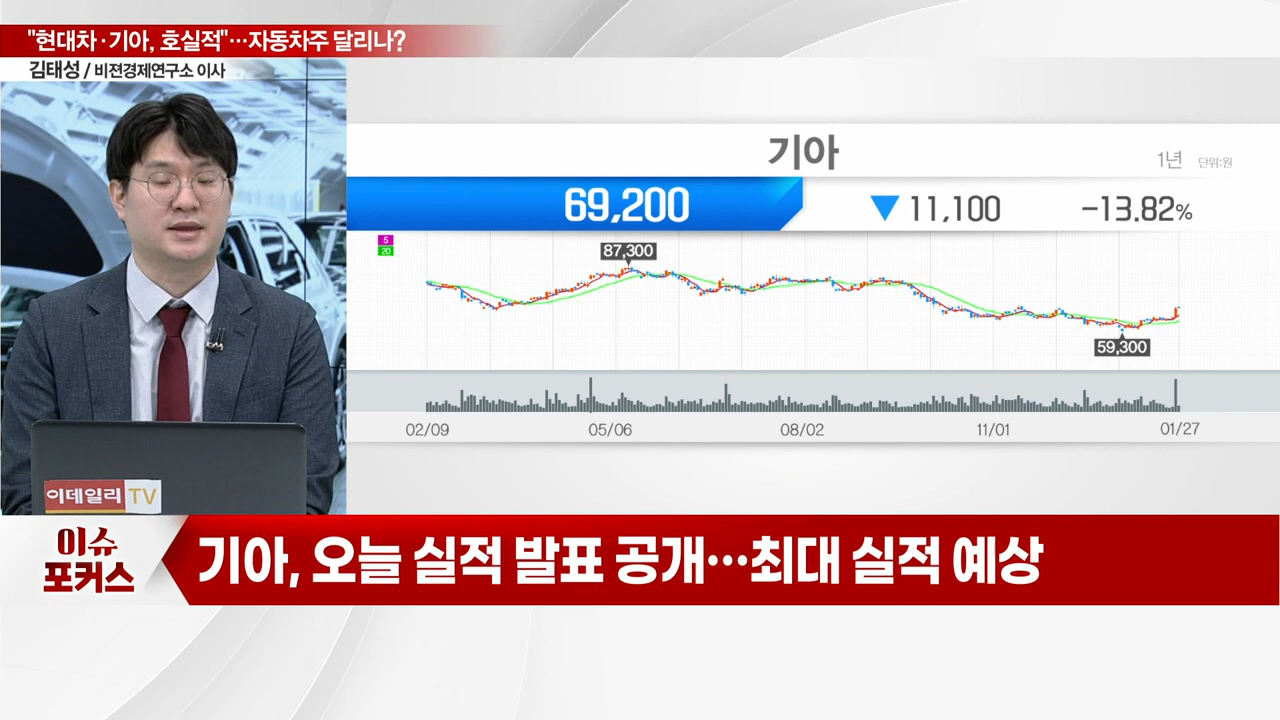 "현대차·기아, 호실적"…자동차주 달리나?
김태성 / 비젼경제연구소 이사
기아
1년 단위:원
69,200 ▼ 11,100 -13.82%
5
20
87,300
59,300
02/09 05/06 08/02 11/01 01/27
이데일리 TV
이슈
포커스
기아, 오늘 실적 발표 공개…최대 실적 예상